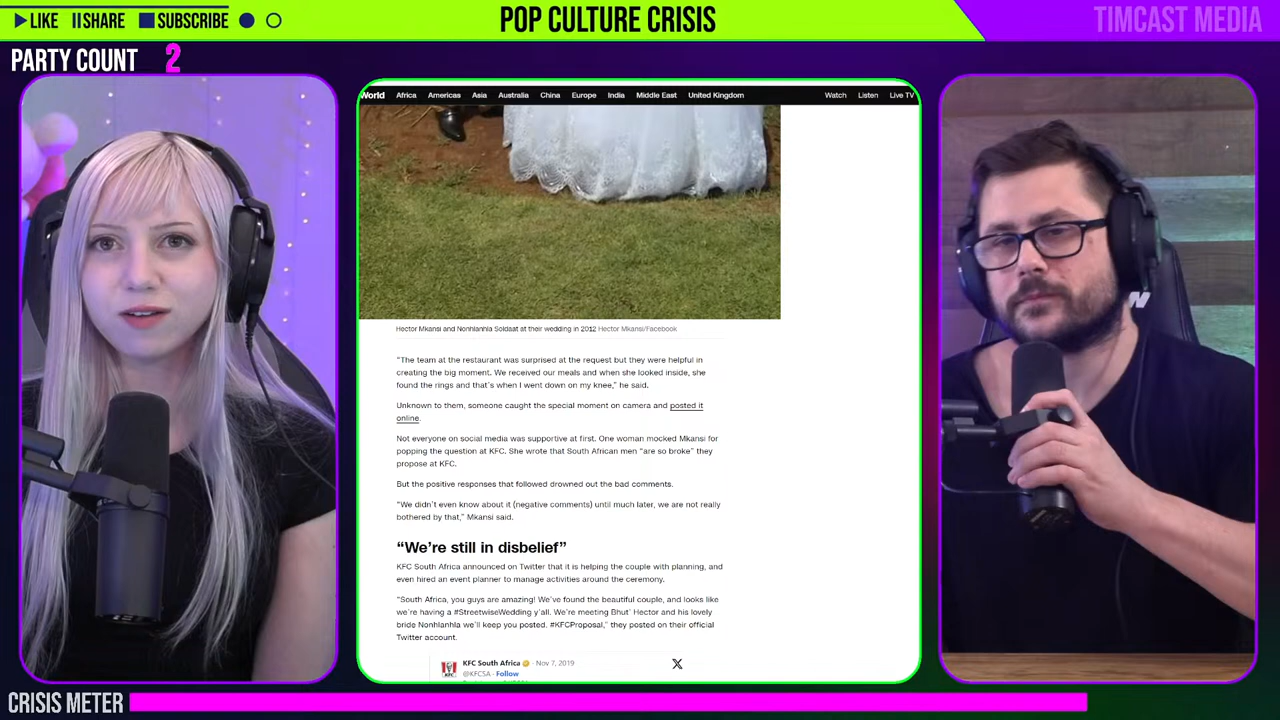 LIKE SHARE SUBSCRIBE
POP CULTURE CRISIS
TIMCAST MEDIA
PARTY COUNT 2
World Africa Americas Asia Australia China Europe India Middle East United Kingdom Watch Listen Live TV
Hector Mkansi and Nonhlanhla Soldaat at their wedding in 2012 Hector Mkansi/Facebook
"The team at the restaurant was surprised at the request but they were helpful in
creating the big moment. We received our meals and when she looked inside, she
found the rings and that's when I went down on my knee," he said.
Unknown to them, someone caught the special moment on camera and posted it
online.
Not everyone on social media was supportive at first. One woman mocked Mkansi for
popping the question at KFC. She wrote that South African men "are so broke" they
propose at KFC.
But the positive responses that followed drowned out the bad comments.
"We didn't even know about it (negative comments) until much later, we are not really
bothered by that," Mkansi said.
“We’re still in disbelief”
KFC South Africa announced on Twitter that it is helping the couple with planning, and
even hired an event planner to manage activities around the ceremony.
"South Africa, you guys are amazing! We've found the beautiful couple, and looks like
we're having a #StreetwiseWedding y'all. We're meeting Bhut' Hector and his lovely
bride Nonhlanhla we'll keep you posted. #KFCProposal," they posted on their official
Twitter account.
KFC South Africa · Nov 7, 2019 X
@KFCSA · Follow
CRISIS METER